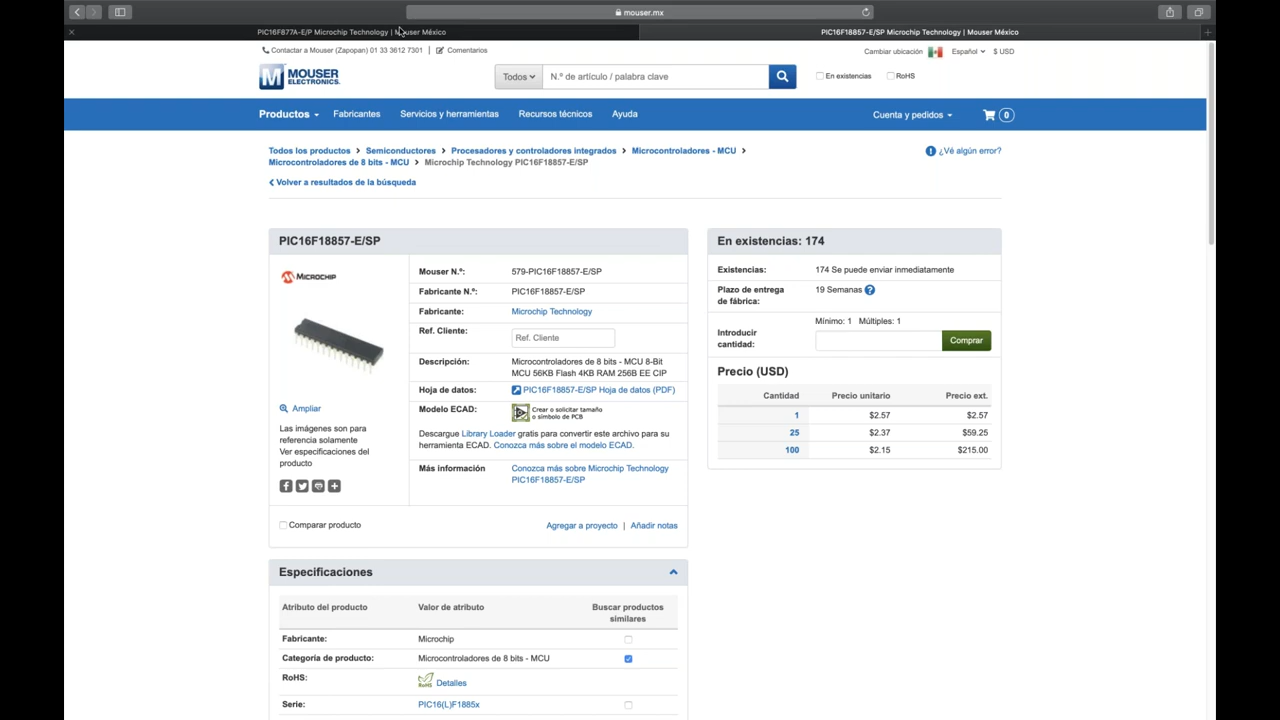 mouser.mx
PIC16F877A-E/P Microchip Technology | Mouser México
PIC16F18857-E/SP Microchip Technology | Mouser México
Contactar a Mouser (Zapopan) 01 33 3612 7301 | Comentarios
Cambiar ubicación Español $ USD
MOUSER
ELECTRONICS
Todos N.º de artículo / palabra clave En existencias RoHS
Productos Fabricantes Servicios y herramientas Recursos técnicos Ayuda Cuenta y pedidos 0
Todos los productos > Semiconductores > Procesadores y controladores integrados > Microcontroladores - MCU >
Microcontroladores de 8 bits - MCU > Microchip Technology PIC16F18857-E/SP
¿Vé algún error?
Volver a resultados de la búsqueda
PIC16F18857-E/SP
MICROCHIP
Ampliar
Las imágenes son para
referencia solamente
Ver especificaciones del
producto
Mouser N.º: 579-PIC16F18857-E/SP
Fabricante N.º: PIC16F18857-E/SP
Fabricante: Microchip Technology
Ref. Cliente: Ref. Cliente
Descripción: Microcontroladores de 8 bits - MCU 8-Bit
MCU 56KB Flash 4KB RAM 256B EE CIP
Hoja de datos: PIC16F18857-E/SP Hoja de datos (PDF)
Modelo ECAD: Crear o solicitar tamaño
o símbolo de PCB
Descargue Library Loader gratis para convertir este archivo para su
herramienta ECAD. Conozca más sobre el modelo ECAD.
Más información Conozca más sobre Microchip Technology
PIC16F18857-E/SP
Comparar producto
Agregar a proyecto | Añadir notas
En existencias: 174
Existencias: 174 Se puede enviar inmediatamente
Plazo de entrega 19 Semanas
de fábrica:
Mínimo: 1 Múltiples: 1
Introducir
cantidad:
Comprar
Precio (USD)
Cantidad Precio unitario Precio ext.
1 $2.57 $2.57
25 $2.37 $59.25
100 $2.15 $215.00
Especificaciones
Atributo del producto Valor de atributo Buscar productos
similares
Fabricante: Microchip
Categoría de producto: Microcontroladores de 8 bits - MCU
RoHS: RoHS Detalles
Serie: PIC16(L)F1885x